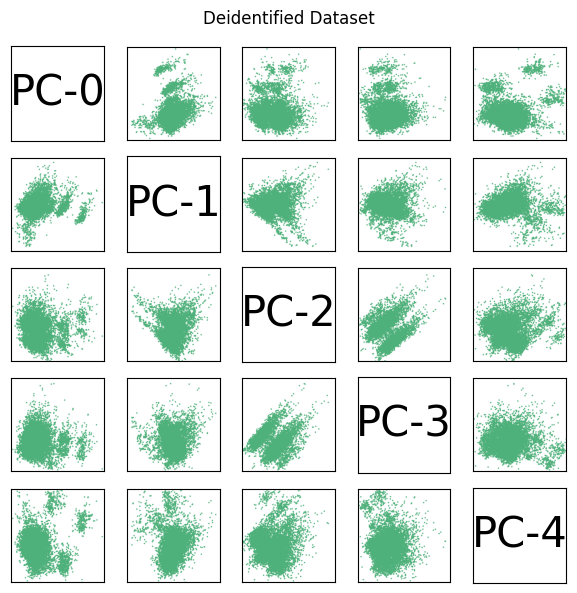 Deidentified Dataset
PC-0
PC-1
PC-2
PC-3
PC-4